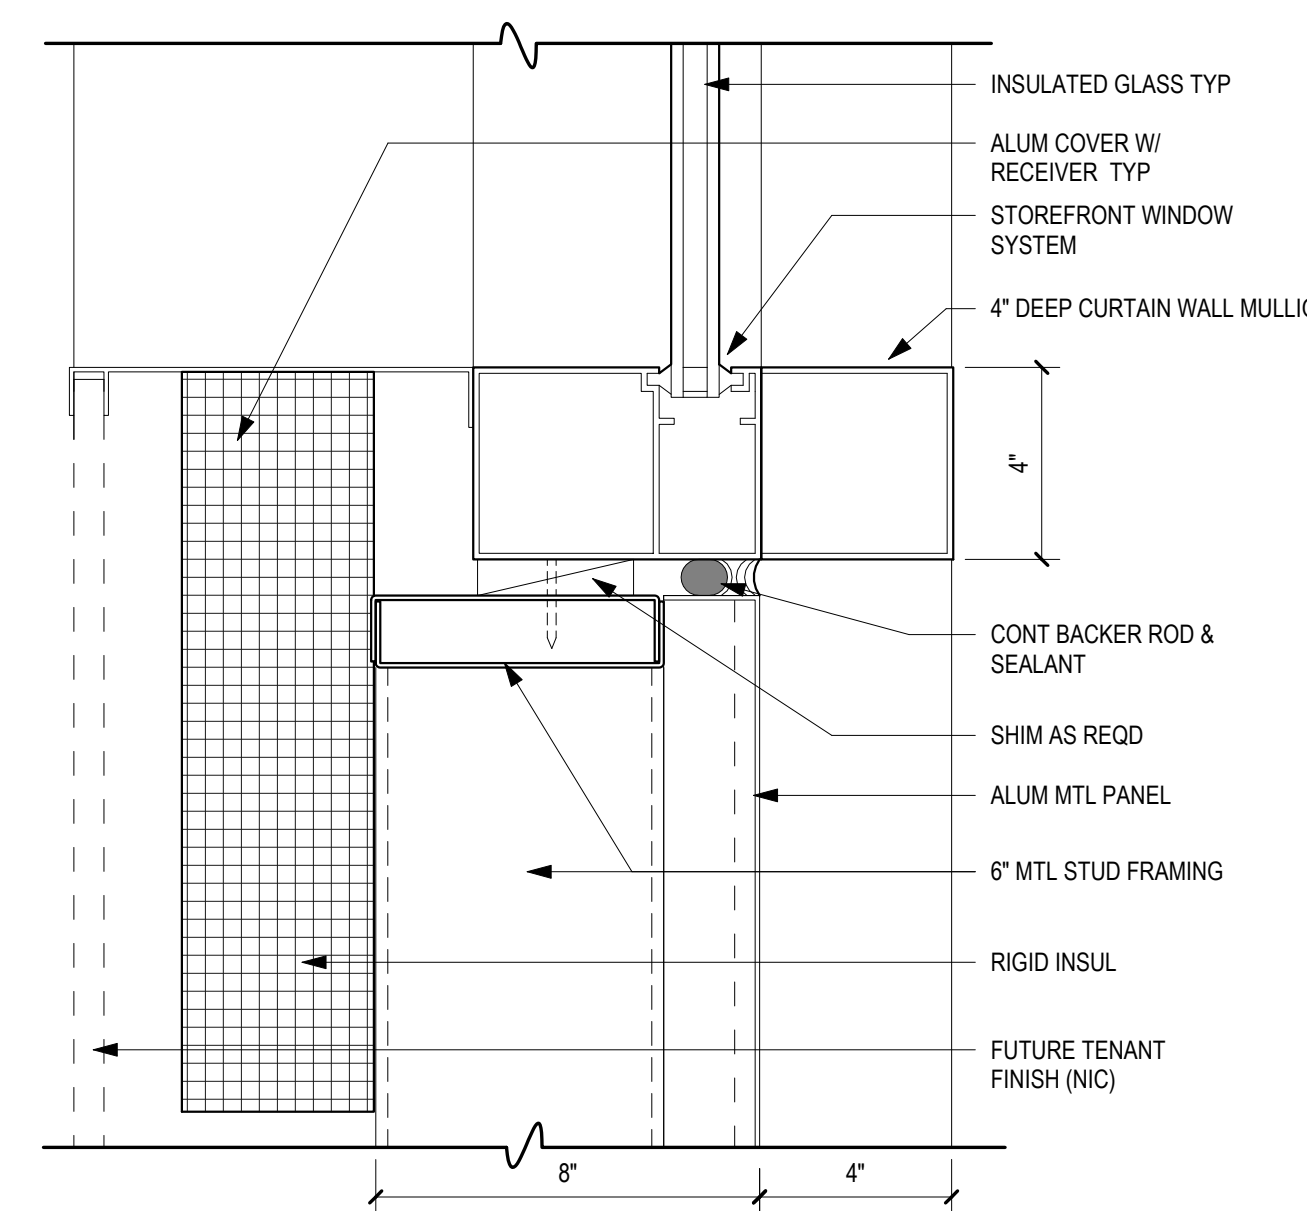 INSULATED GLASS TYP
ALUM COVER W/
RECEIVER TYP
STOREFRONT WINDOW
SYSTEM
4" DEEP CURTAIN WALL
4"
CONT BACKER ROD &
SEALANT
SHIM AS REQD
ALUM MTL PANEL
6" MTL STUD FRAMING
RIGID INSUL
FUTURE TENANT
FINISH (NIC)
8"
4"